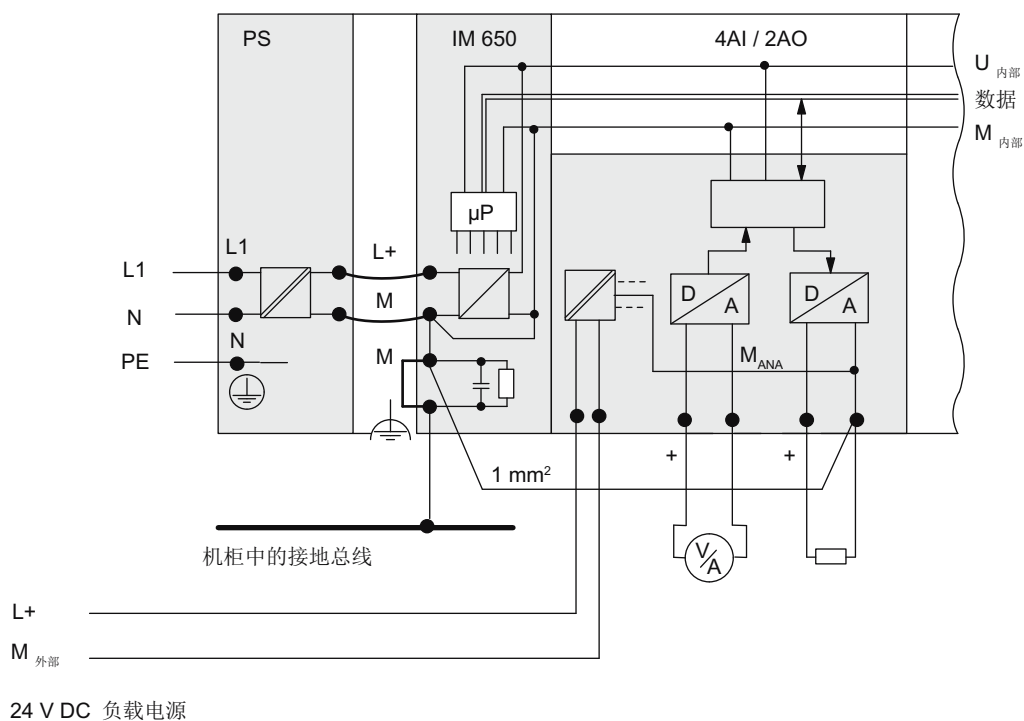 PS
IM 650
4AI / 2AO
U 内部
数据
M 内部
μP
L1
L+
L1
D
A
D
A
M
N
N
M
MANA
PE
+
+
1 mm²
V/A
机柜中的接地总线
L+
M 外部
24 V DC 负载电源